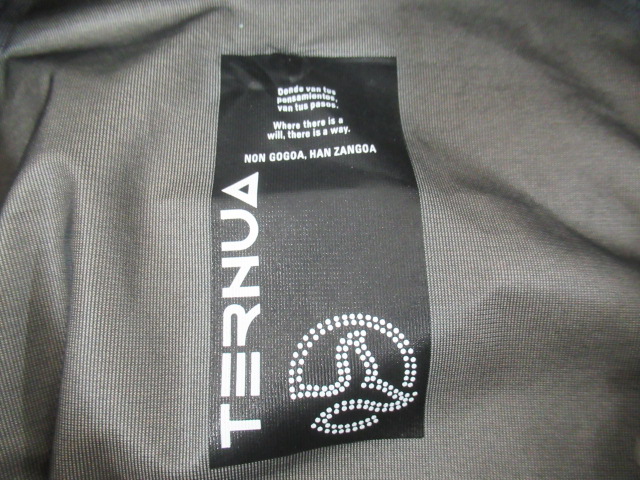 Donde van tus
pensamientos,
van tus pasos.
Where there is a
will, there is a way.
NON GOGOA, HAN ZANGOA
TERNUA